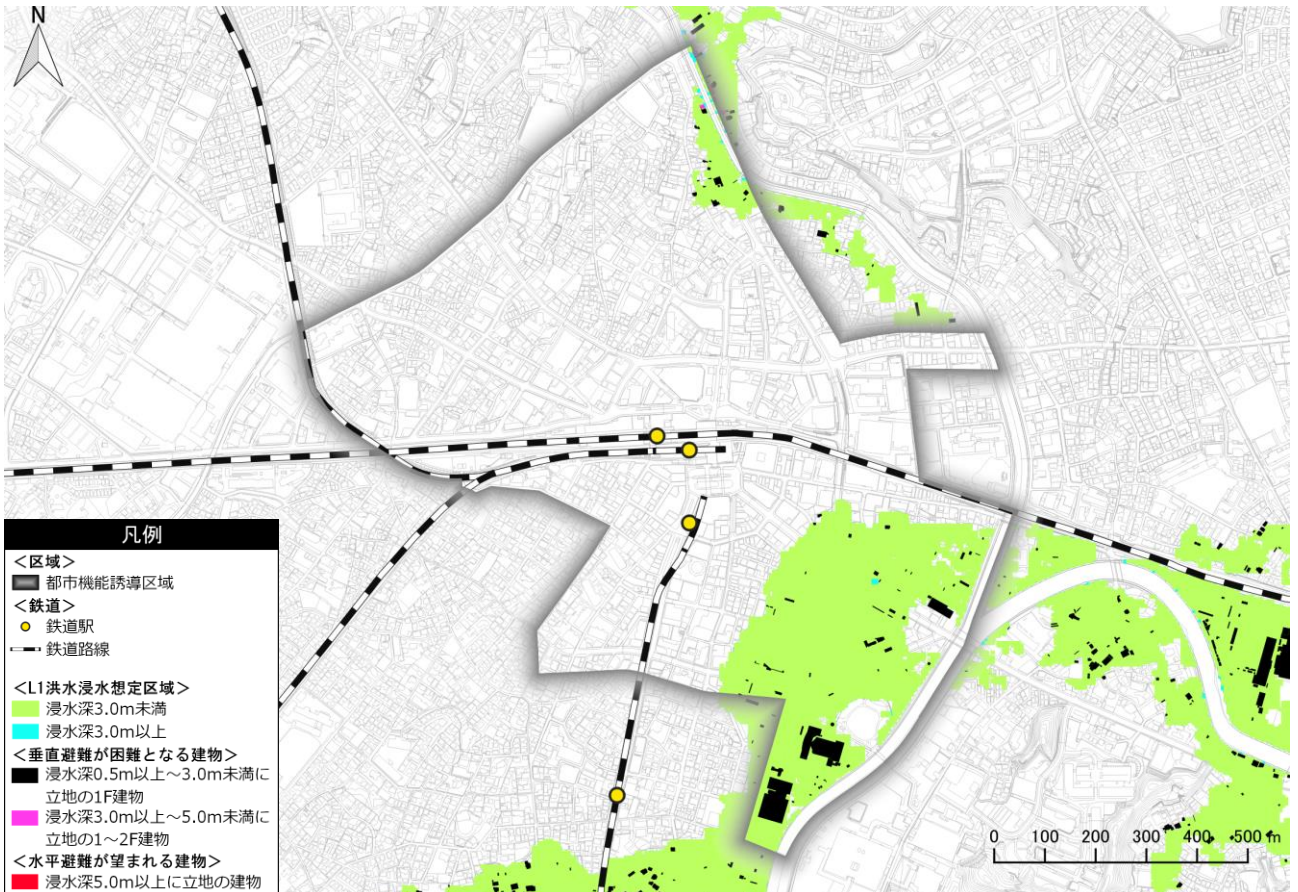 N
凡例
＜区域＞
都市機能誘導区域
＜鉄道＞
鉄道駅
鉄道路線
＜L1洪水浸水想定区域＞
浸水深3.0m未満
浸水深3.0m以上
＜垂直避難が困難となる建物＞
浸水深0.5m以上～3.0m未満に
立地の1F建物
浸水深3.0m以上～5.0m未満に
立地の1～2F建物
＜水平避難が望まれる建物＞
浸水深5.0m以上に立地の建物
0 100 200 300 400 500 m